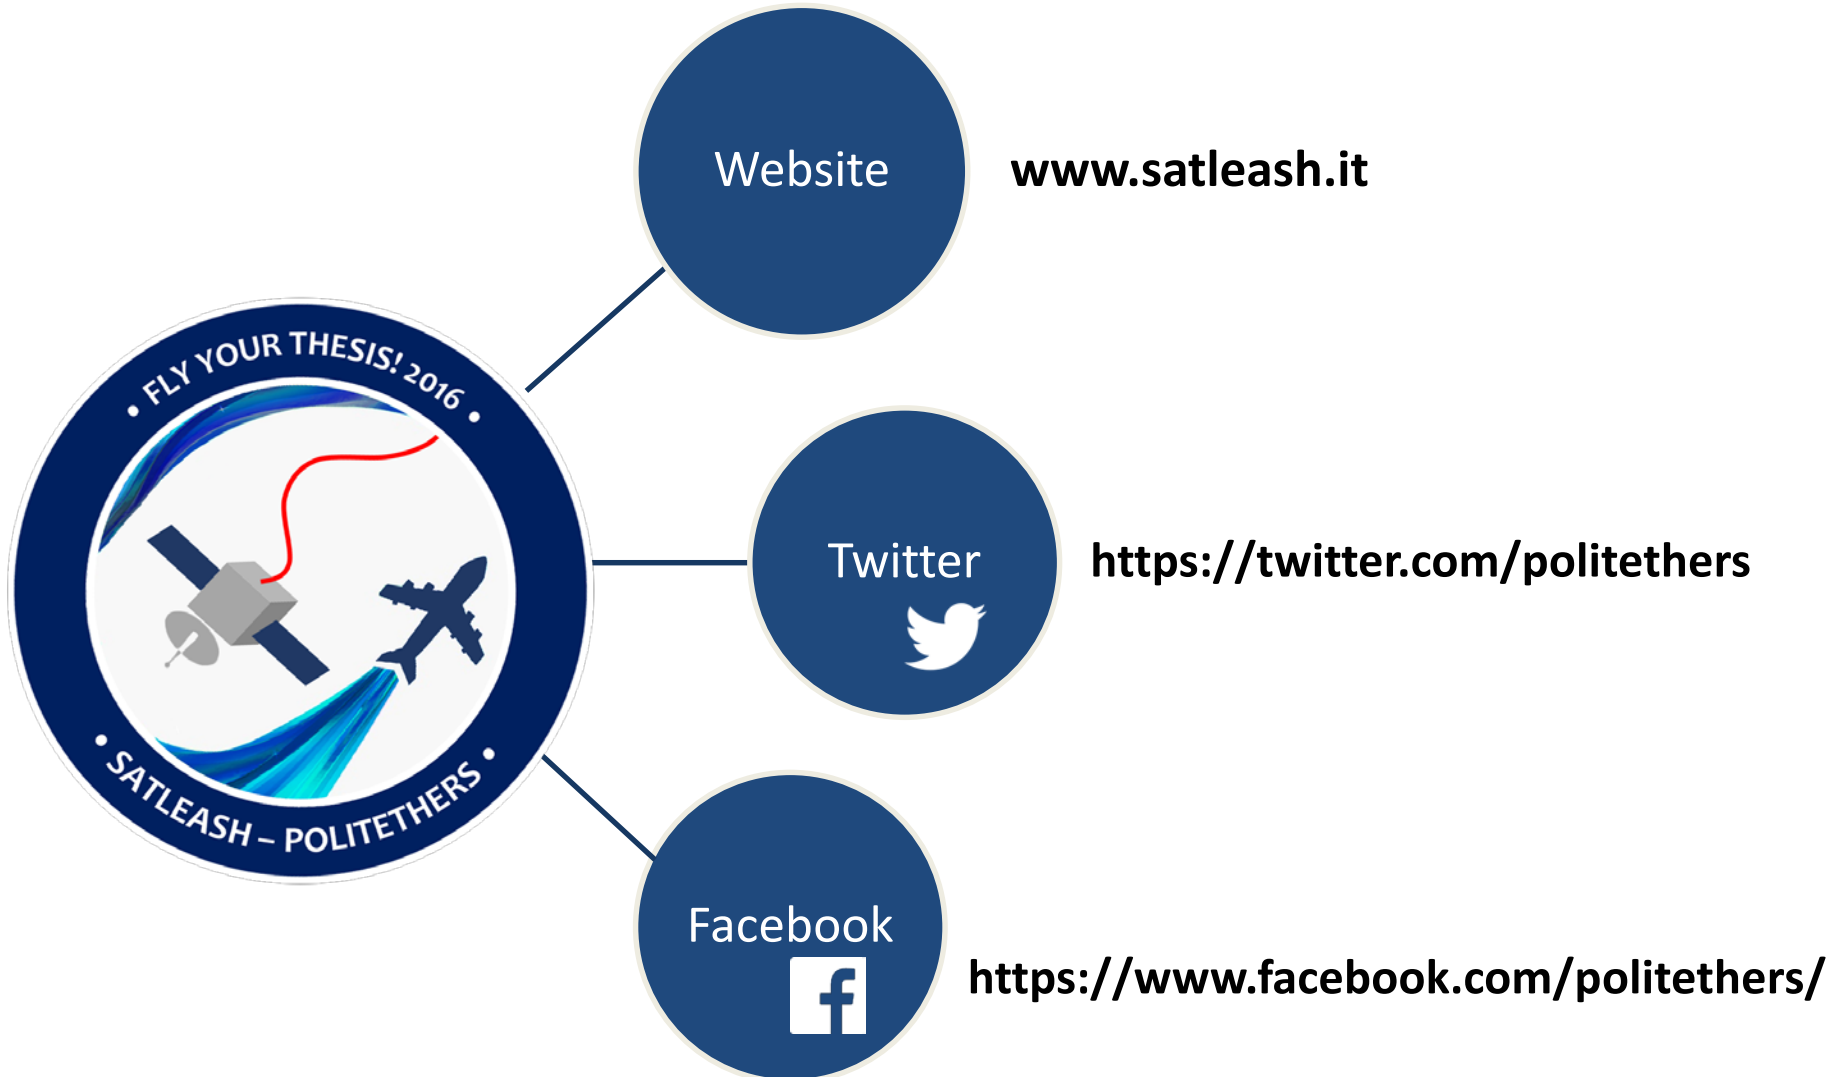 • FLY YOUR THESIS! 2016 •
• SATLEASH – POLITETHERS •
Website
www.satleash.it
Twitter
https://twitter.com/politethers
Facebook
https://www.facebook.com/politethers/